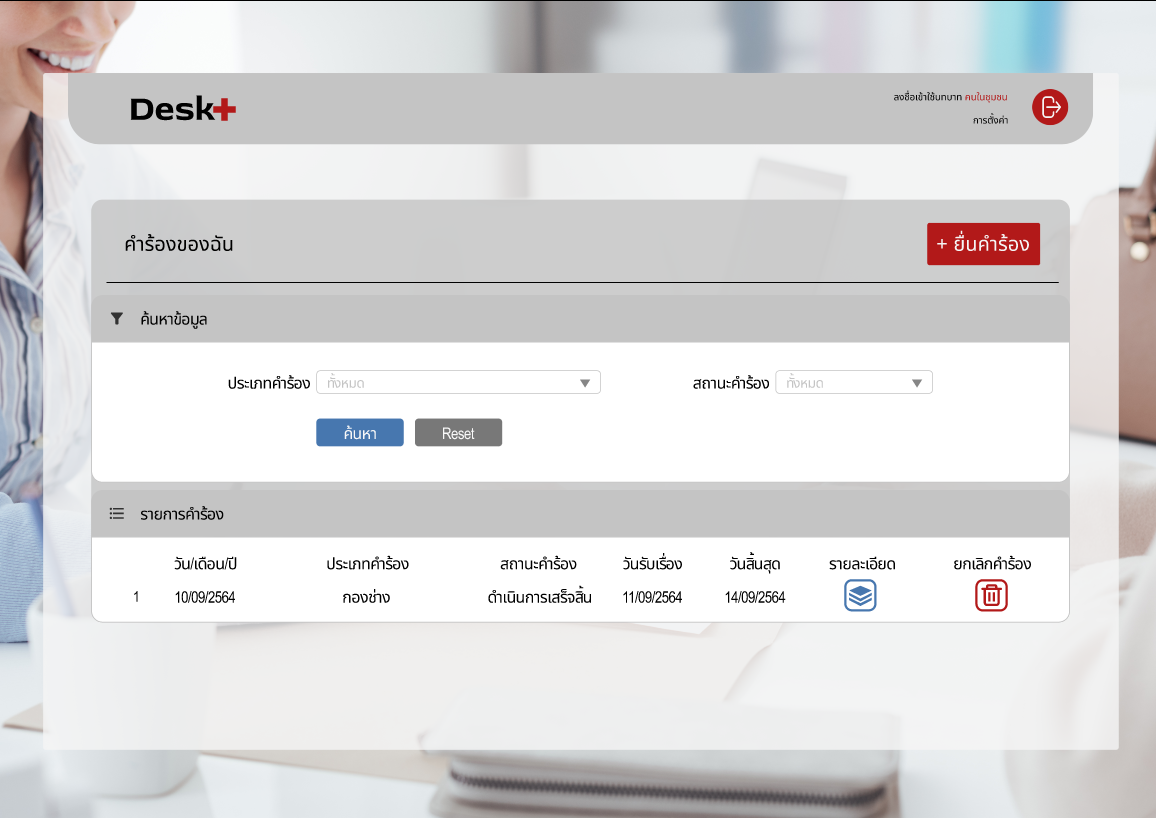 Desk+
ลงชื่อเข้าใช้บทบาท คนในชุมชน
การตั้งค่า
คำร้องของฉัน
+ ยื่นคำร้อง
ค้นหาข้อมูล
ประเภทคำร้อง ทั้งหมด สถานะคำร้อง ทั้งหมด
ค้นหา Reset
รายการคำร้อง
วัน/เดือน/ปี ประเภทคำร้อง สถานะคำร้อง วันรับเรื่อง วันสิ้นสุด รายละเอียด ยกเลิกคำร้อง
1 10/09/2564 กองช่าง ดำเนินการเสร็จสิ้น 11/09/2564 14/09/2564